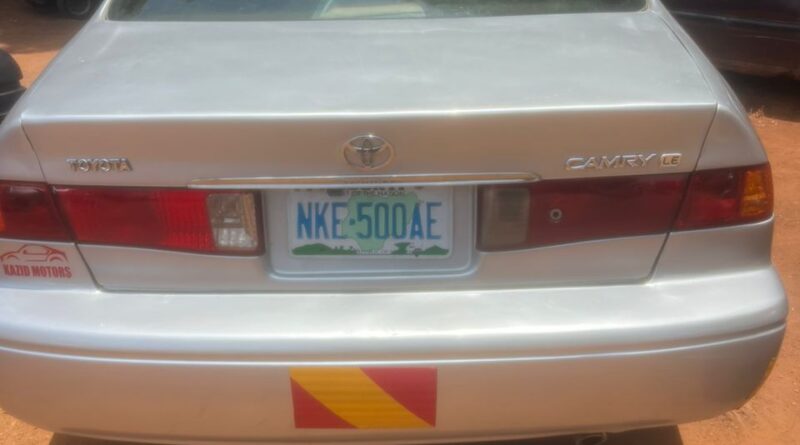 TOYOTA
CAMRY LE
NKE-500AE
KAZID MOTORS